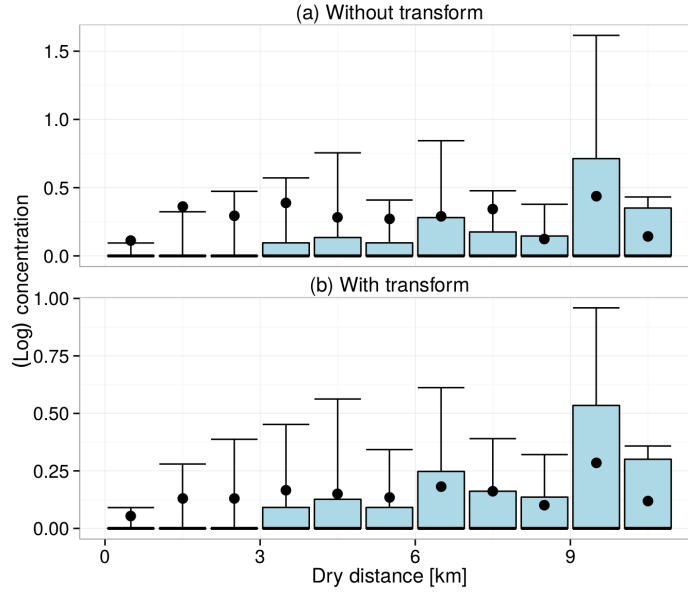 (a) Without transform
1.5
1.0
0.5
0.0
(Log) concentration
(b) With transform
1.00
0.75
0.50
0.25
0.00
0 3 6 9
Dry distance [km]